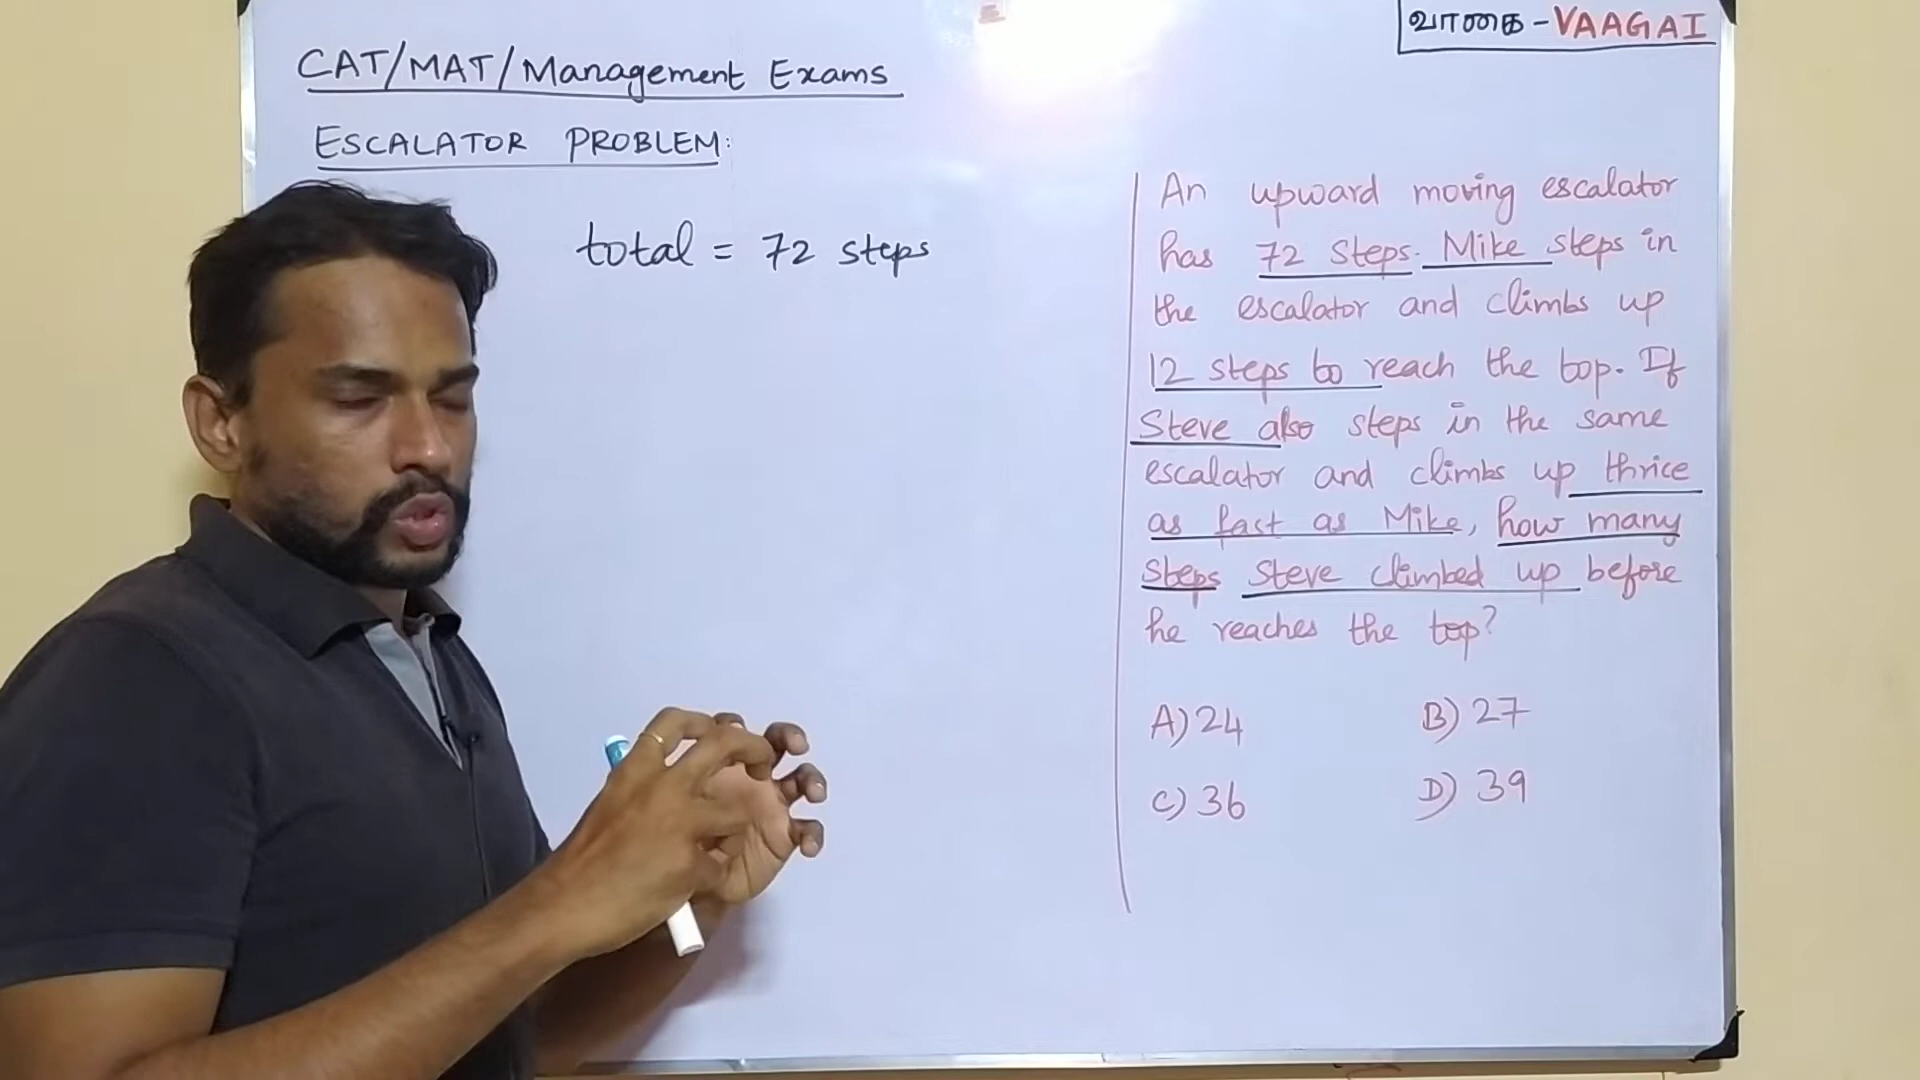 வாகை - VAAGAI
CAT/MAT/Management Exams
ESCALATOR PROBLEM:
total = 72 steps
An upward moving escalator
has 72 steps. Mike steps in
the escalator and climbs up
12 steps to reach the top. If
Steve also steps in the same
escalator and climbs up thrice
as fast as Mike, how many
steps Steve climbed up before
he reaches the top?
A) 24 B) 27
C) 36 D) 39